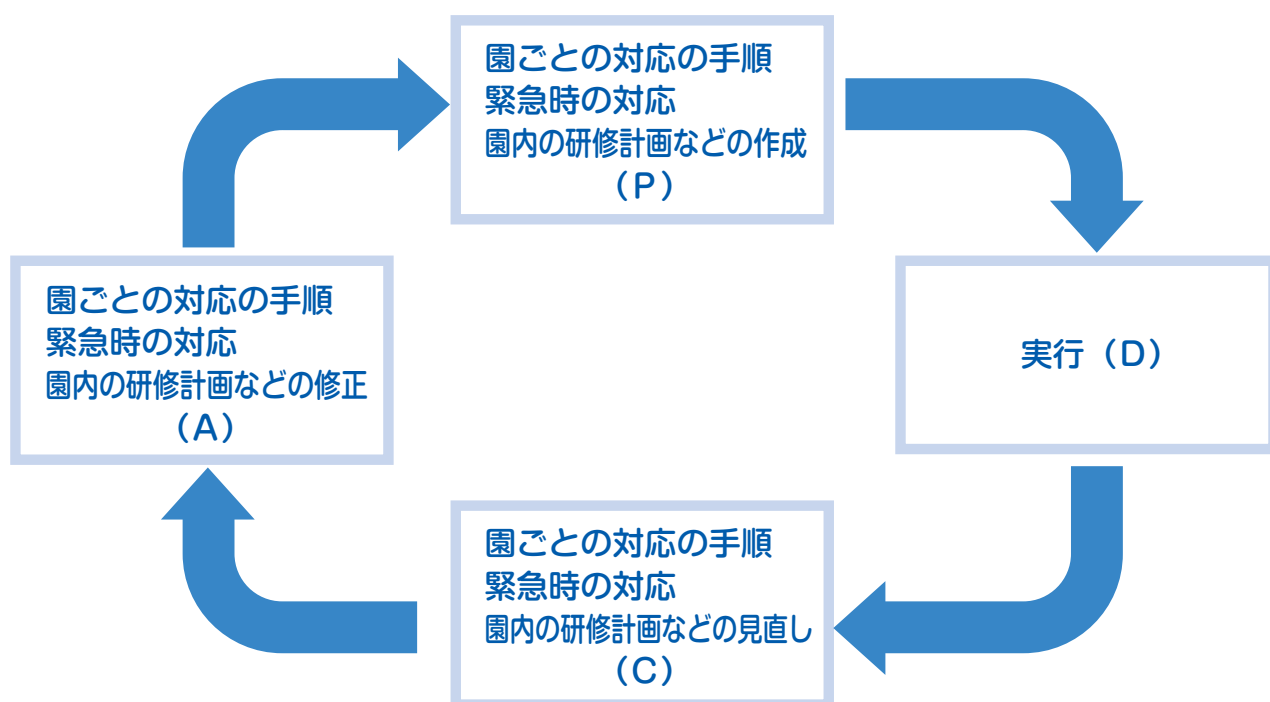 園ごとの対応の手順
緊急時の対応
園内の研修計画などの作成
（P）
実行（D）
園ごとの対応の手順
緊急時の対応
園内の研修計画などの見直し
（C）
園ごとの対応の手順
緊急時の対応
園内の研修計画などの修正
（A）